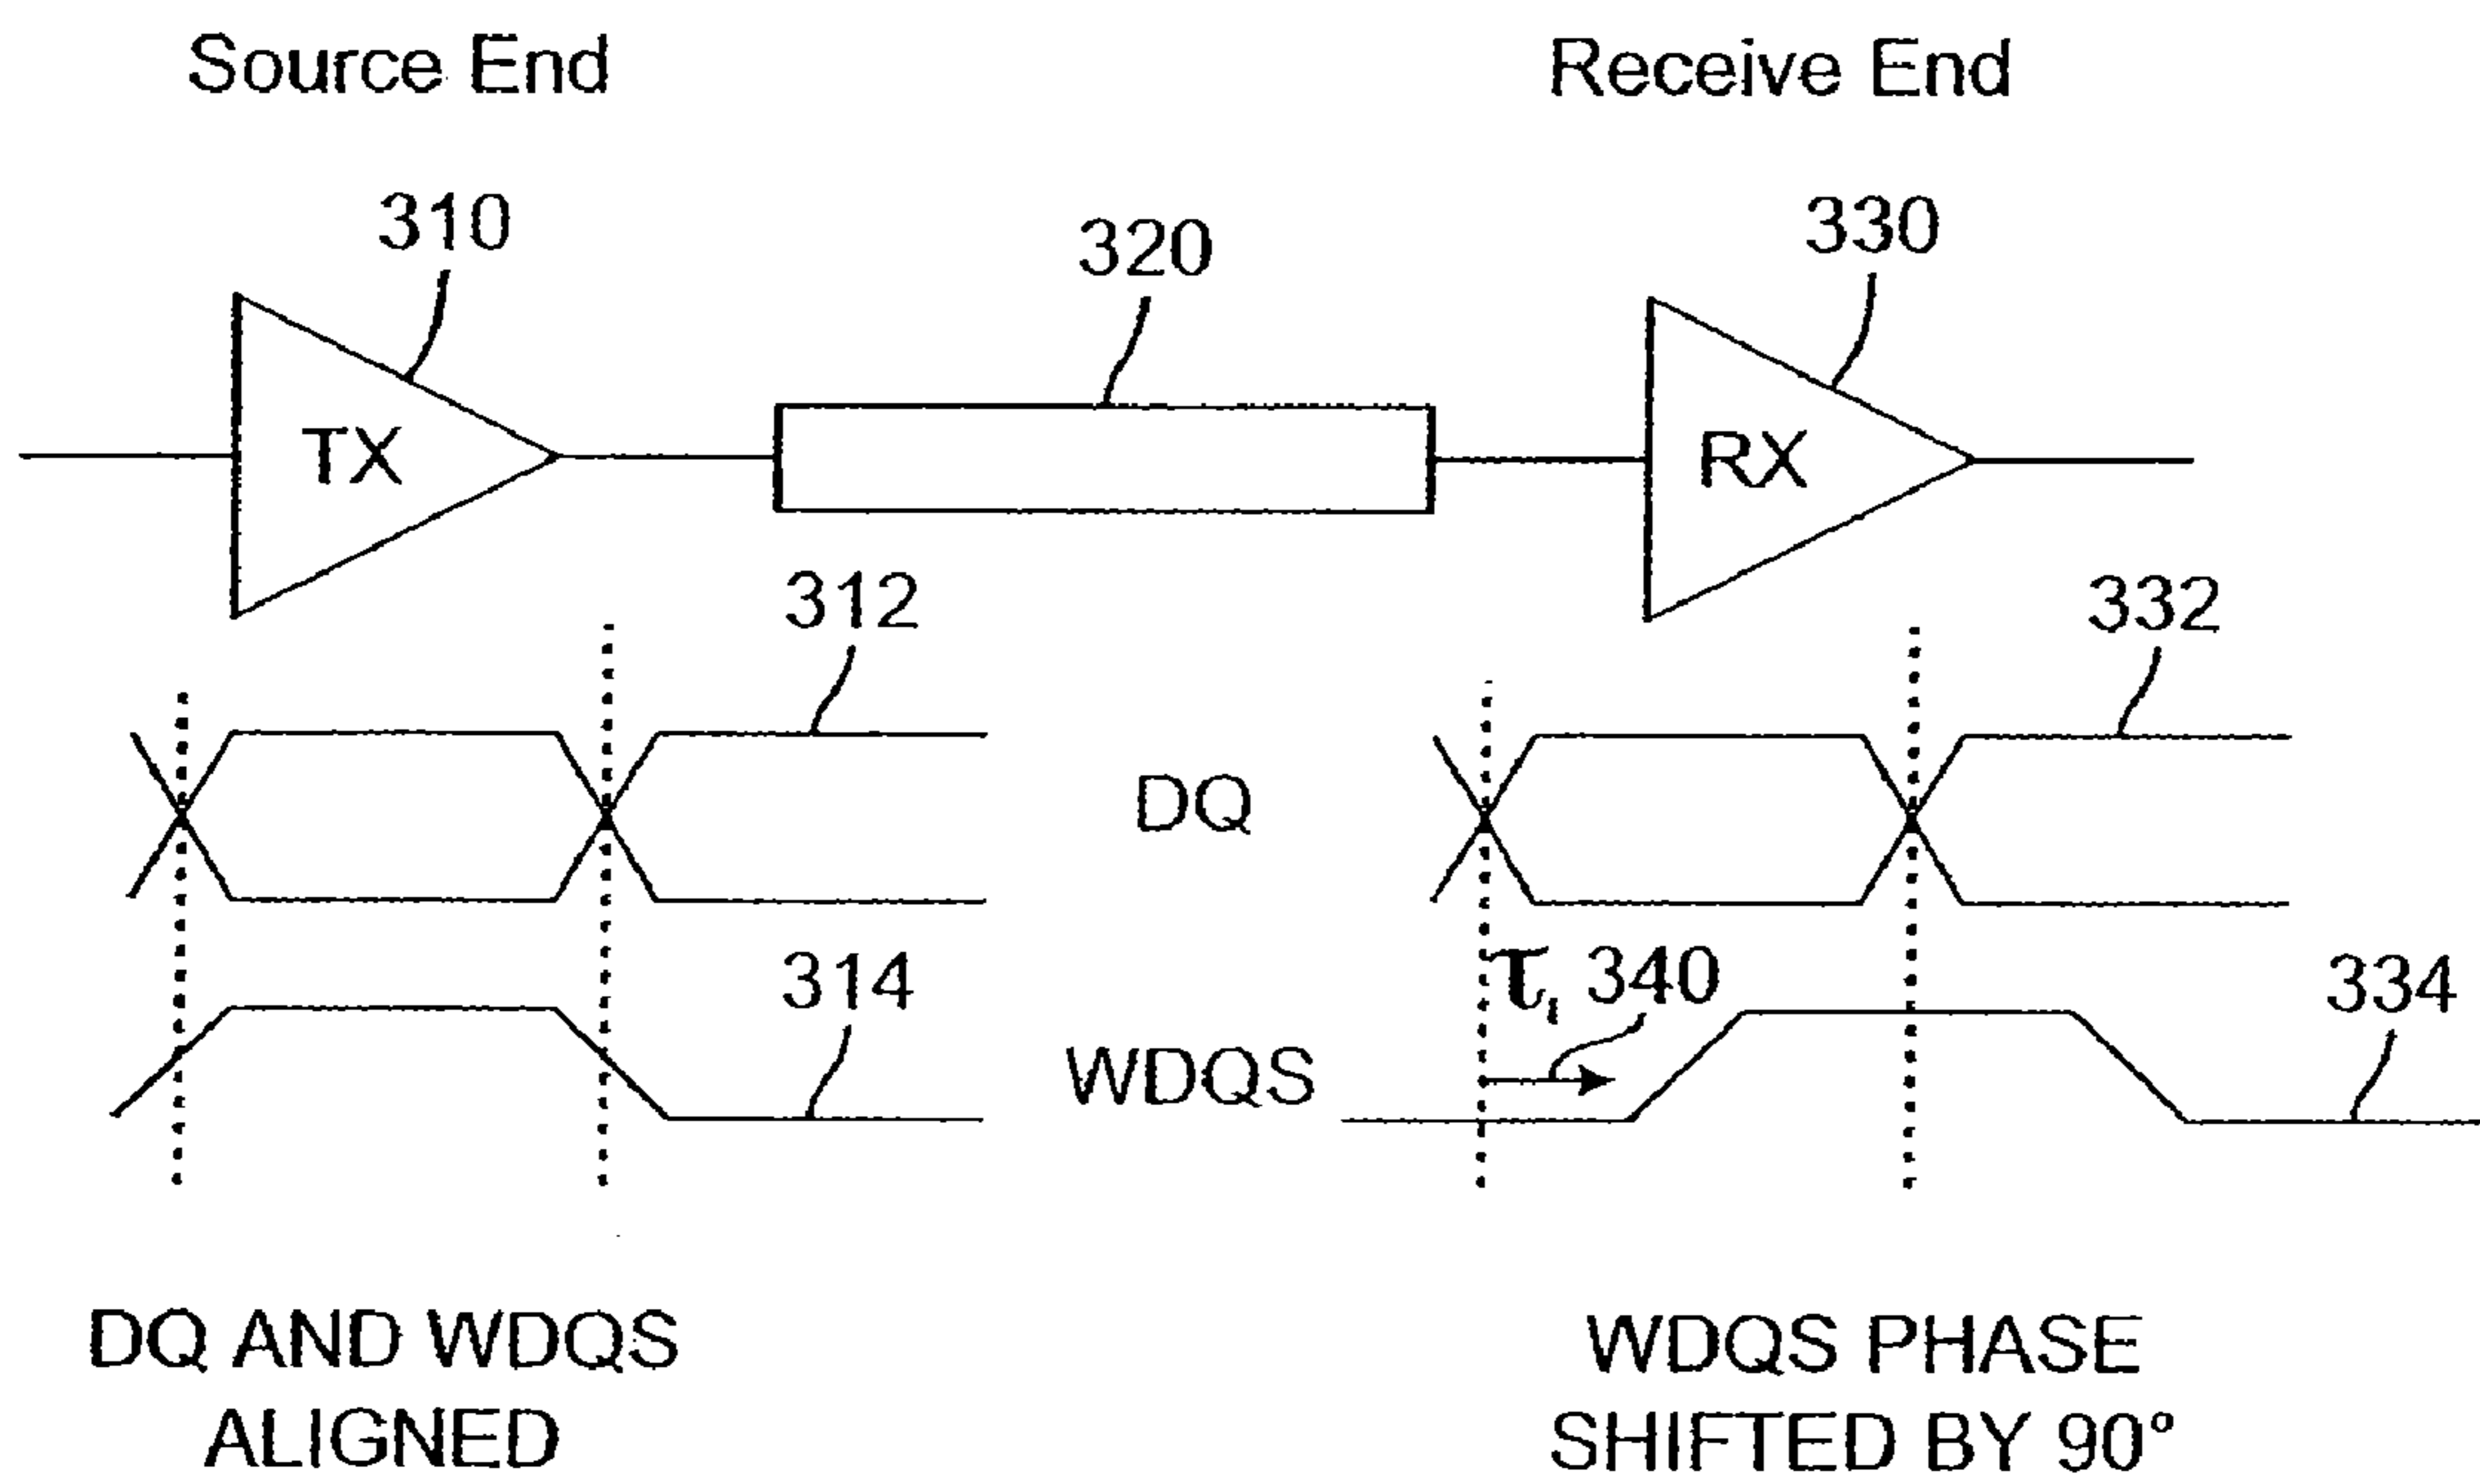 Source End
Receive End
310
320
330
TX
RX
312
332
DQ
314
τ₁ 340
334
WDQS
DQ AND WDQS
ALIGNED
WDQS PHASE
SHIFTED BY 90°